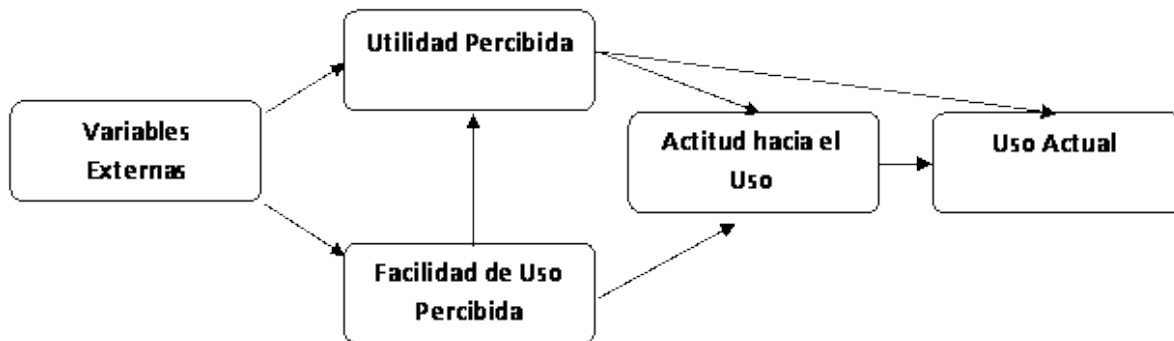 Utilidad Percibida
Variables
Externas
Actitud hacia el
Uso
Uso Actual
Facilidad de Uso
Percibida